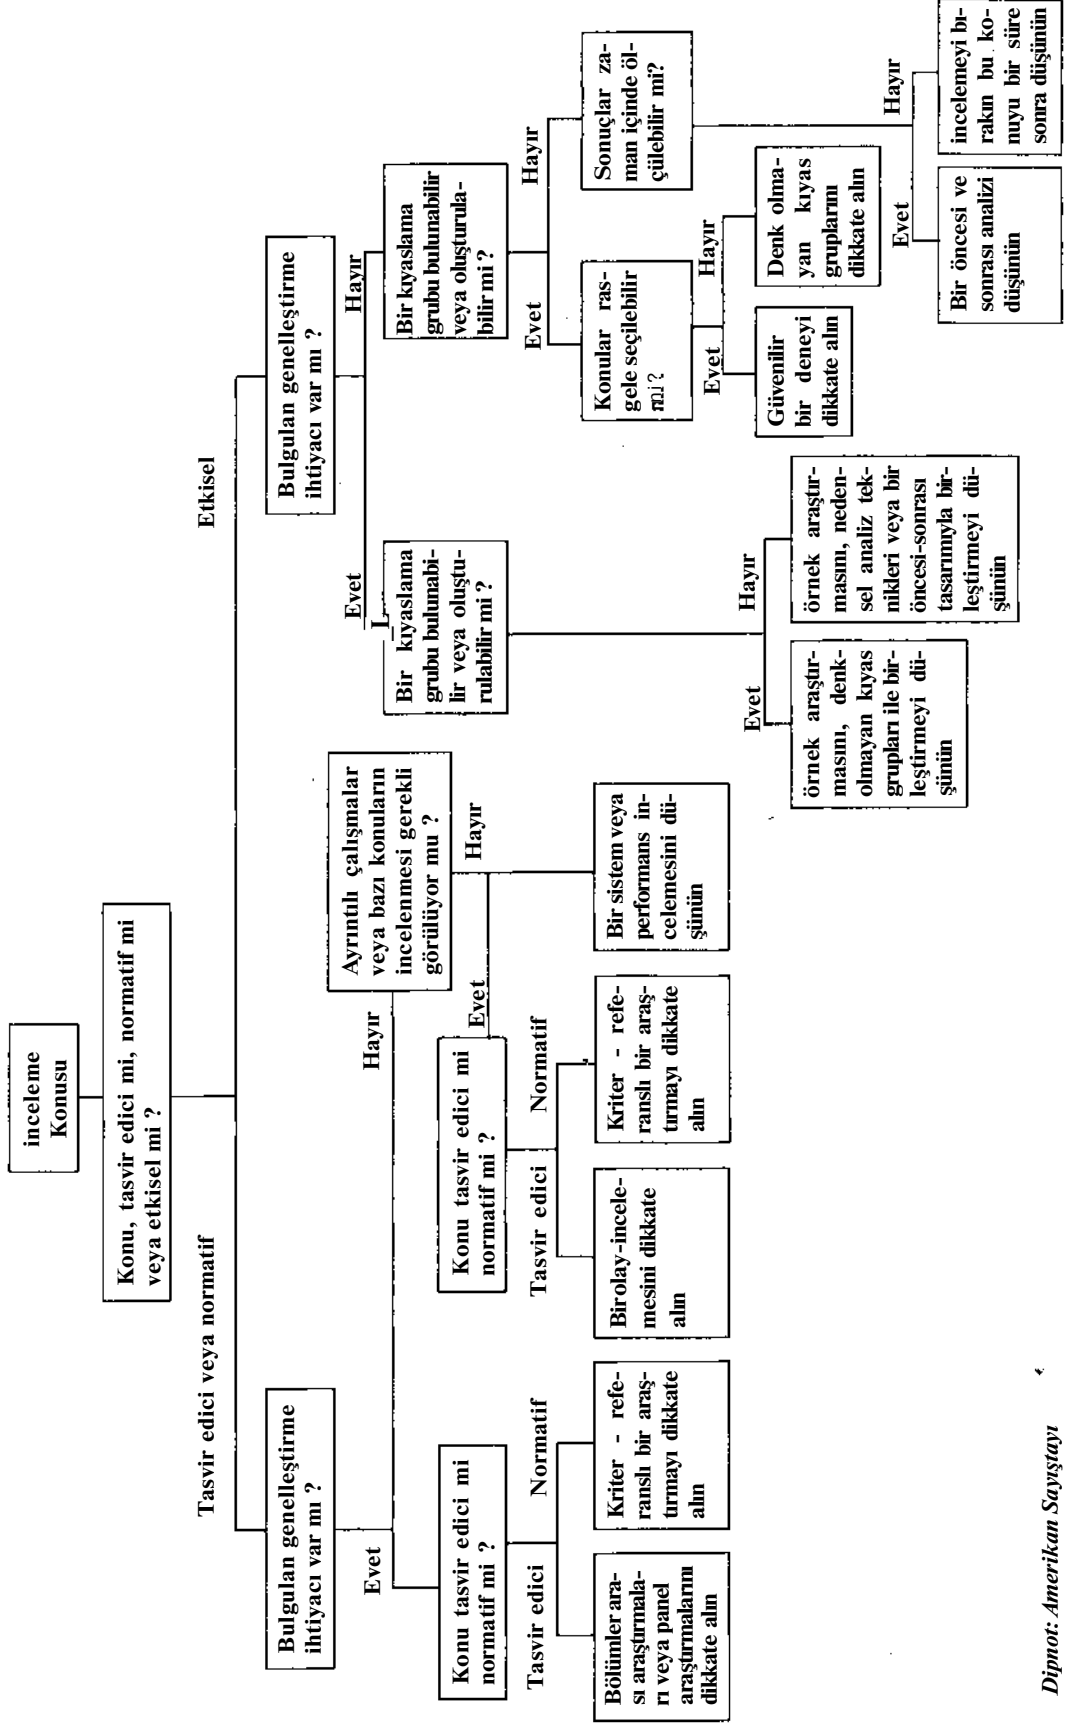 inceleme
Konusu
Konu, tasvir edici mi, normatif mi
veya etkisel mi ?
Tasvir edici veya normatif
Etkisel
Bulgulan genelleştirme
ihtiyacı var mı ?
Evet
Hayır
Konu tasvir edici mi
normatif mi ?
Tasvir edici
Normatif
Bölümler ara-
sı araştırmala-
rı veya panel
araştırmalarını
dikkate alın
Kriter - refe-
ranslı bir araş-
tırmayı dikkate
alın
Ayrıntılı çalışmalar
veya bazı konuların
incelenmesi gerekli
görülüyor mu ?
Evet
Hayır
Konu tasvir edici mi
normatif mi ?
Tasvir edici
Normatif
Birolay-incele-
mesini dikkate
alın
Kriter - refe-
ranslı bir araş-
tırmayı dikkate
alın
Bir sistem veya
performans in-
celemesini dü-
şünün
Bulgulan genelleştirme
ihtiyacı var mı ?
Evet
Hayır
Bir kıyaslama
grubu bulunabi-
lir veya oluştu-
rulabilir mi ?
Evet
Hayır
örnek araştır-
masını, denk-
olmayan kıyas
grupları ile bir-
leştirmeyi dü-
şünün
örnek araştır-
masını, neden-
sel analiz tek-
nikleri veya bir
öncesi-sonrası
tasarımıyla bir-
leştirmeyi dü-
şünün
Bir kıyaslama
grubu bulunabilir
veya oluşturula-
bilir mi ?
Evet
Hayır
Konular ras-
gele seçilebilir
mi ?
Evet
Hayır
Güvenilir
bir deneyi
dikkate alın
Denk olma-
yan kıyas
gruplarını
dikkate alın
Sonuçlar za-
man içinde öl-
çülebilir mi?
Evet
Hayır
Bir öncesi ve
sonrası analizi
düşünün
incelemeyi bı-
rakın bu ko-
nuyu bir süre
sonra düşünün
Dipnot: Amerikan Sayıştayı